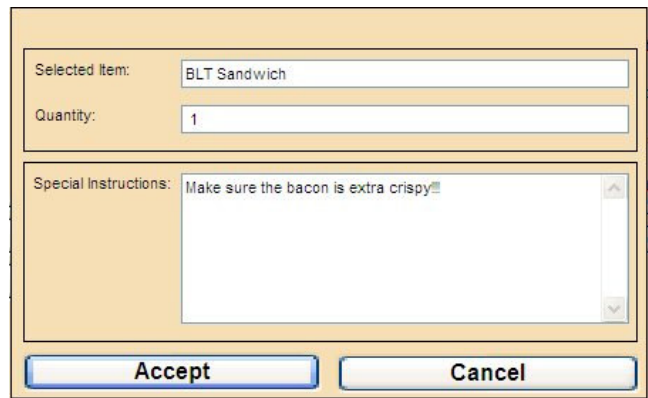 Selected Item: BLT Sandwich
Quantity: 1
Special Instructions: Make sure the bacon is extra crispy!!!
Accept Cancel